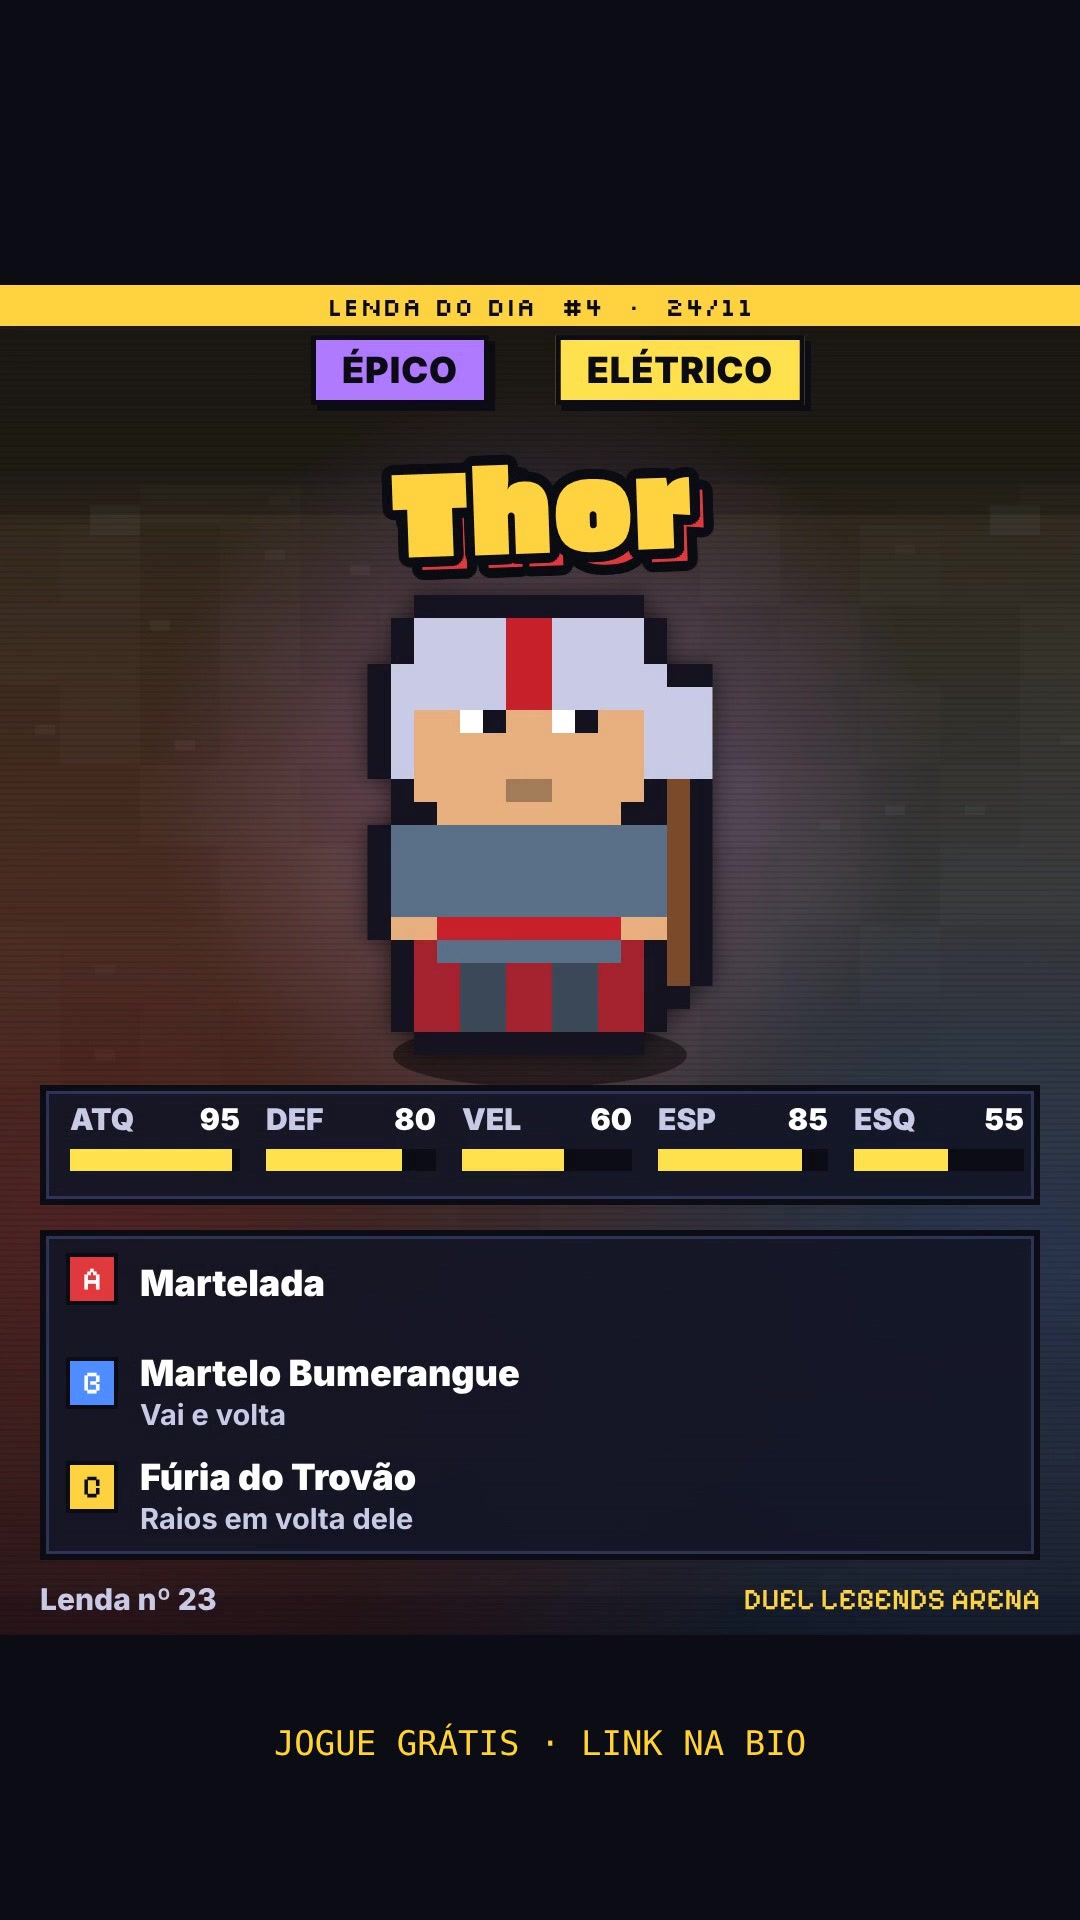 LENDA DO DIA #4 · 24/11
ÉPICO ELÉTRICO
Thor
ATQ 95 DEF 80 VEL 60 ESP 85 ESQ 55
A Martelada
B Martelo Bumerangue
Vai e volta
C Fúria do Trovão
Raios em volta dele
Lenda nº 23 DUEL LEGENDS ARENA
JOGUE GRÁTIS · LINK NA BIO